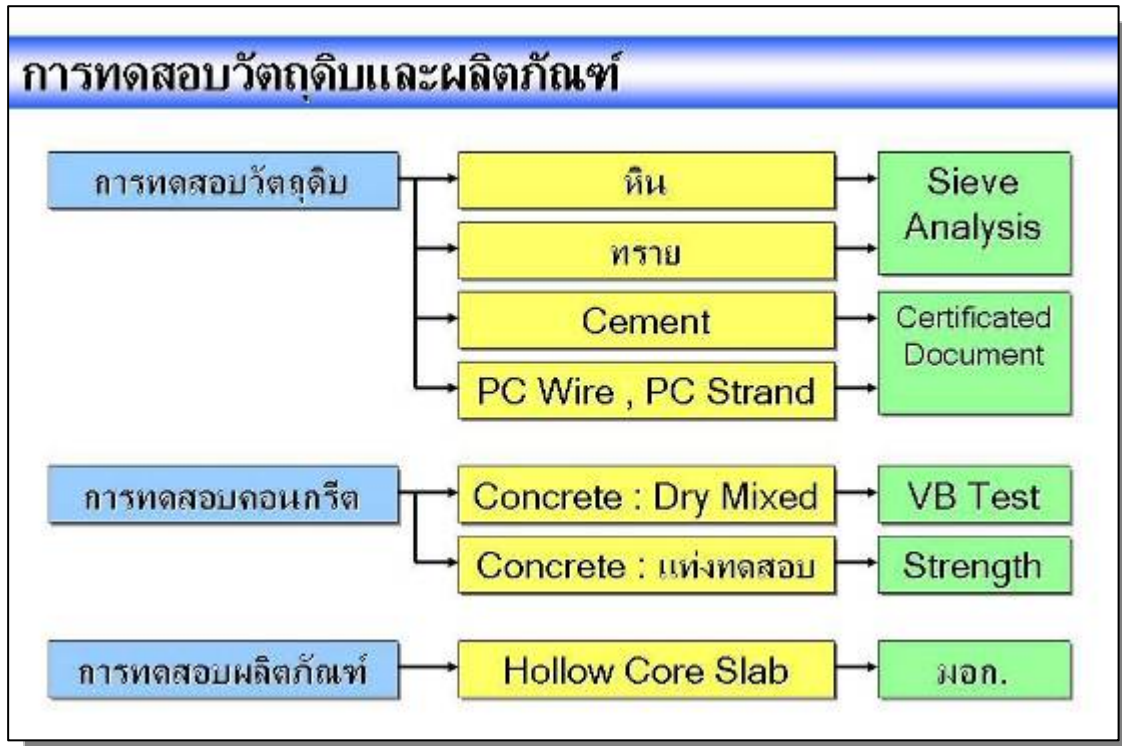 การทดสอบวัตถุดิบและผลิตภัณฑ์
การทดสอบวัตถุดิบ
หิน
Sieve
Analysis
ทราย
Cement
Certificated
Document
PC Wire , PC Strand
การทดสอบคอนกรีต
Concrete : Dry Mixed
VB Test
Concrete : แท่งทดสอบ
Strength
การทดสอบผลิตภัณฑ์
Hollow Core Slab
มอก.